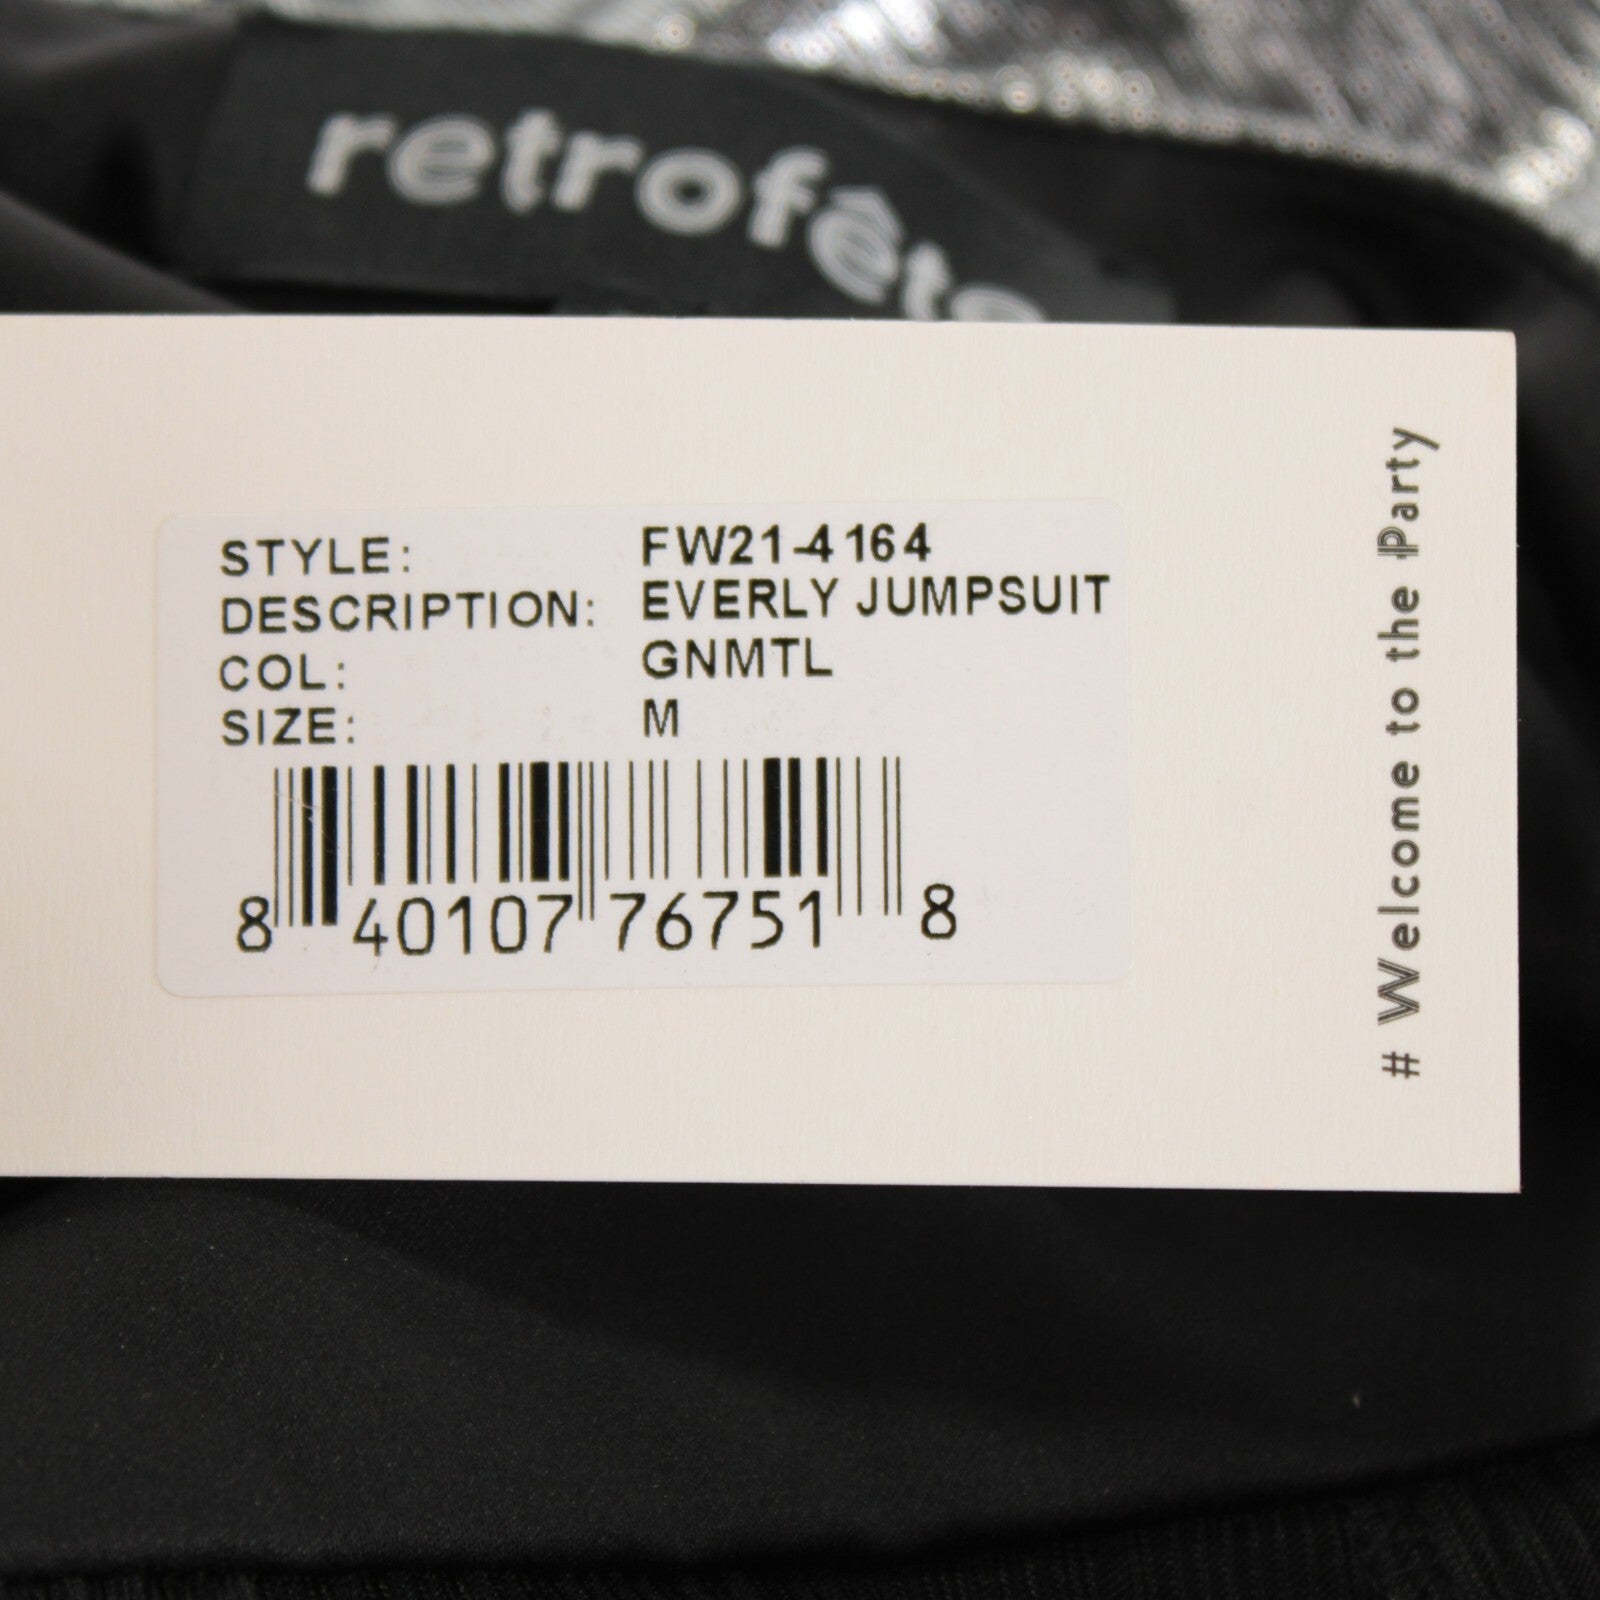 retrofête
STYLE: FW21-4164
DESCRIPTION: EVERLY JUMPSUIT
COL: GNMTL
SIZE: M
8 40107 76751 8
# Welcome to the Party